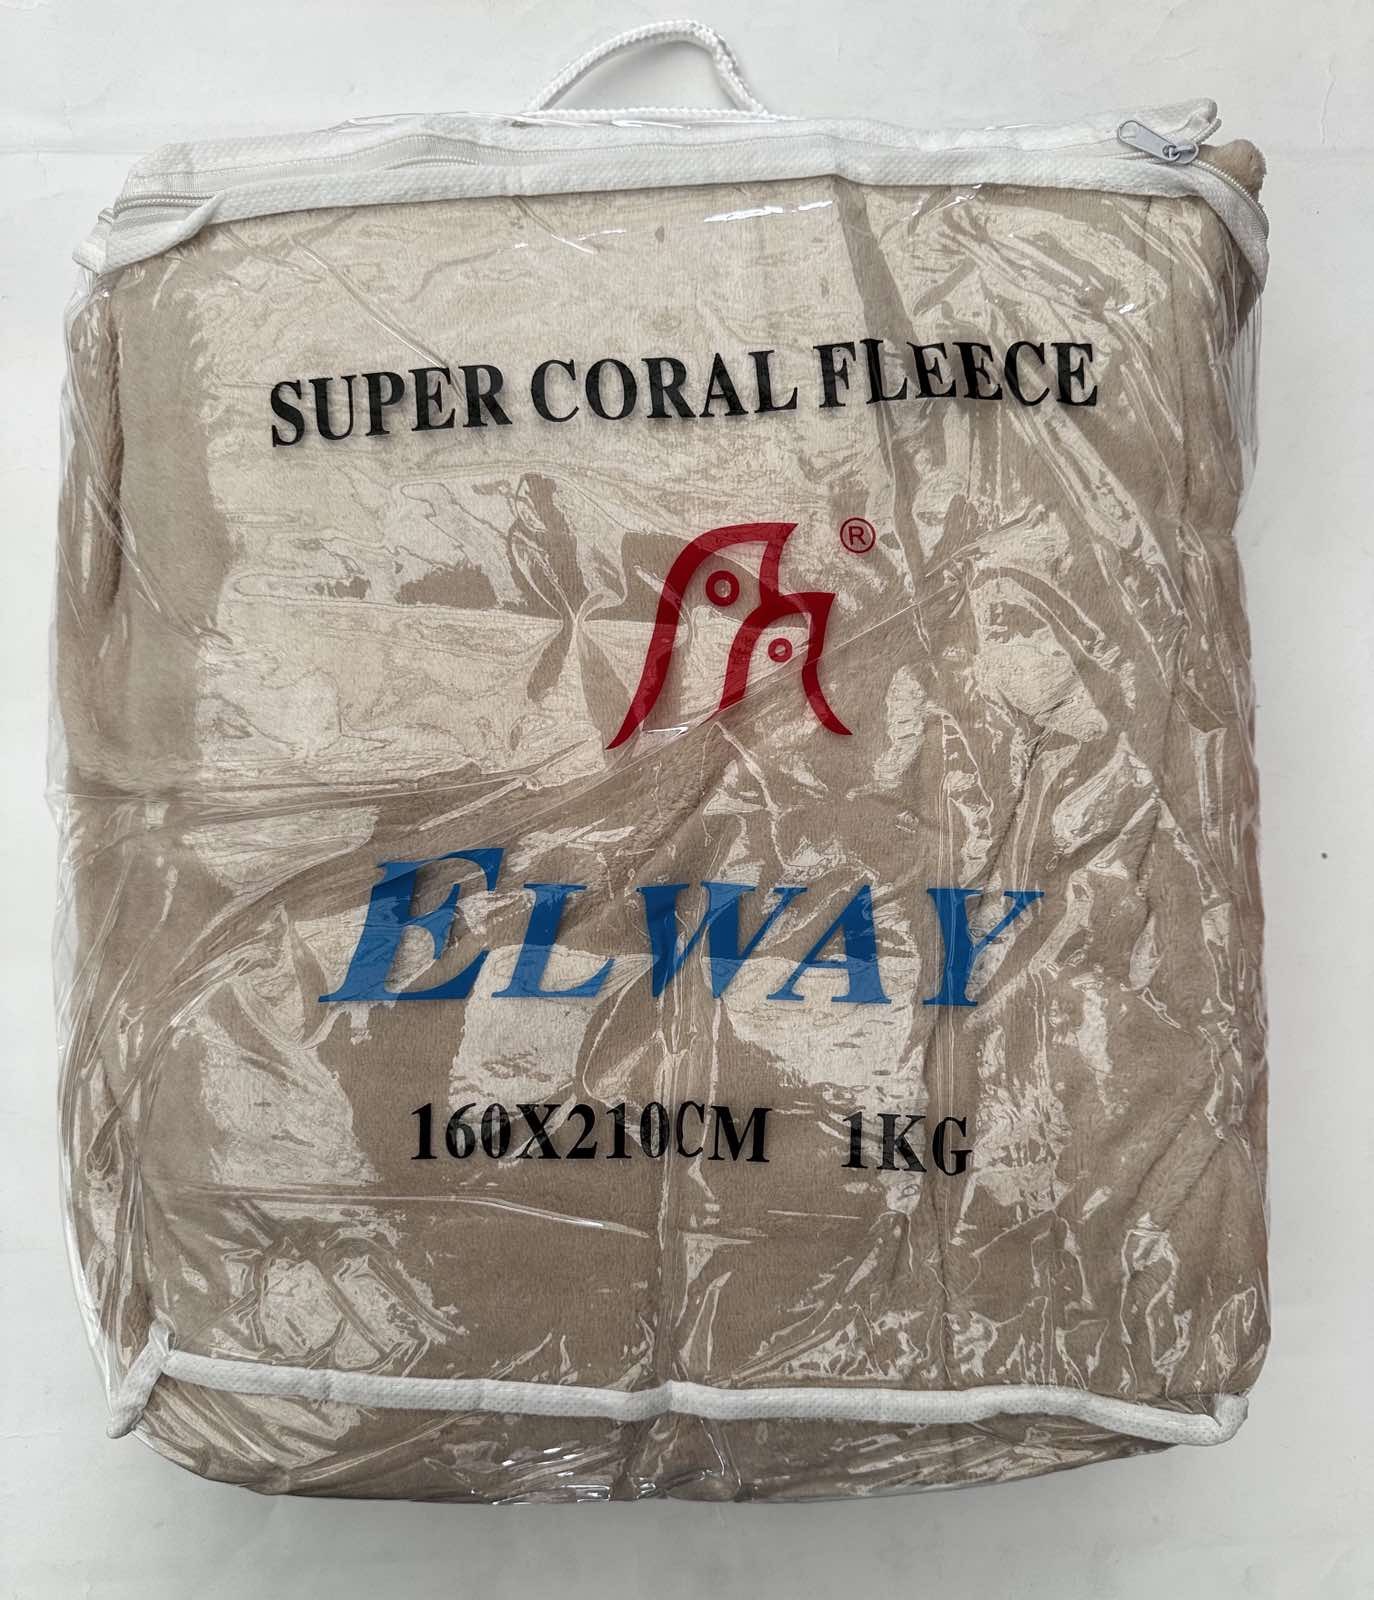 SUPER CORAL FLEECE
®
ELWAY
160X210CM 1KG